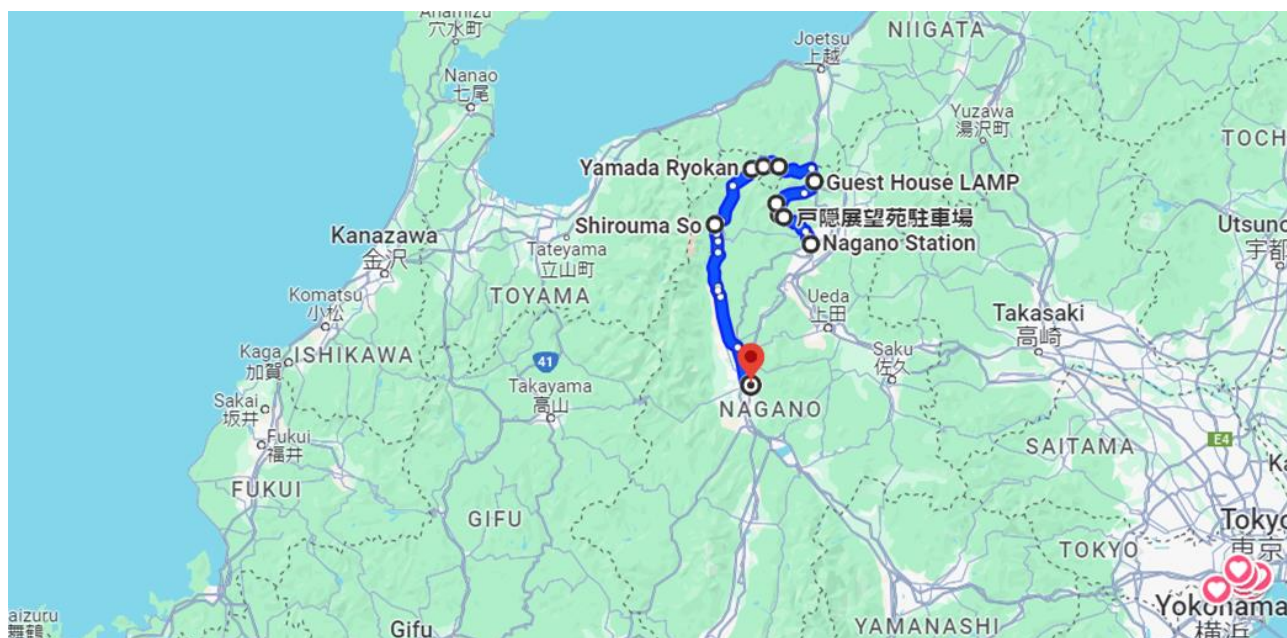 Anamizu
穴水町
Joetsu
上越
NIIGATA
Nanao
七尾
Yuzawa
湯沢町
TOCH
Yamada Ryokan
Guest House LAMP
Shirouma So
戸隠展望苑駐車場
Utsuno
宇都
Kanazawa
金沢
Tateyama
立山町
Nagano Station
Komatsu
小松
TOYAMA
Ueda
上田
Takasaki
高崎
Kaga
加賀
ISHIKAWA
41
Saku
佐久
Takayama
高山
Sakai
坂井
NAGANO
E4
Fukui
福井
SAITAMA
Ka
FUKUI
GIFU
Tokyo
東京
TOKYO
Yokohama
横浜
aizuru
舞鶴
Gifu
YAMANASHI